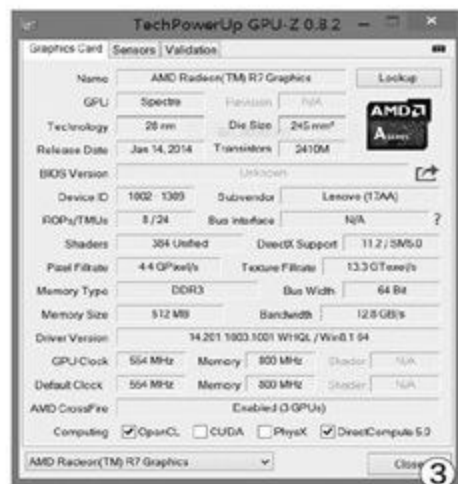 TechPowerUp GPU-Z 0.8.2
Graphics Card Sensors Validation
Name AMD Radeon(TM) R7 Graphics Lookup
GPU Spectre Revision N/A
AMD
A SERIES
Technology 28 nm Die Size 245 mm²
Release Date Jan 14, 2014 Transistors 2410M
BIOS Version Unknown
Device ID 1002 - 1309 Subvendor Lenovo (17AA)
ROPs/TMUs 8 / 24 Bus Interface N/A ?
Shaders 384 Unified DirectX Support 11.2 / SM5.0
Pixel Fillrate 4.4 GPixel/s Texture Fillrate 13.3 GTexel/s
Memory Type DDR3 Bus Width 64 Bit
Memory Size 512 MB Bandwidth 12.8 GB/s
Driver Version 14.201.1003.1001 WHQL / Win8.1 64
GPU Clock 554 MHz Memory 800 MHz Shader N/A
Default Clock 554 MHz Memory 800 MHz Shader N/A
AMD CrossFire Enabled (3 GPUs)
Computing OpenCL CUDA PhysX DirectCompute 5.0
AMD Radeon(TM) R7 Graphics Close
③